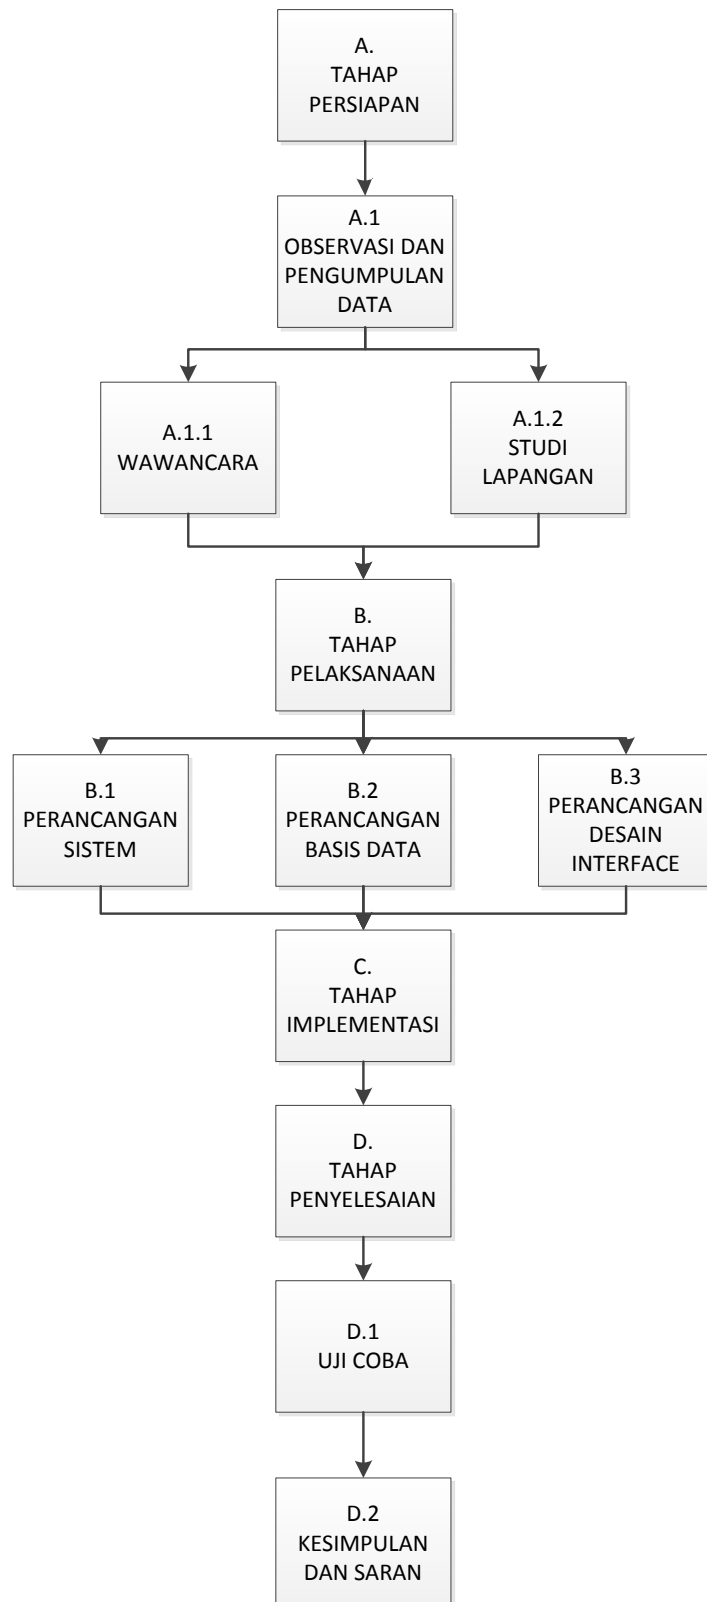 A.
TAHAP
PERSIAPAN
A.1
OBSERVASI DAN
PENGUMPULAN
DATA
A.1.1
WAWANCARA
A.1.2
STUDI
LAPANGAN
B.
TAHAP
PELAKSANAAN
B.1
PERANCANGAN
SISTEM
B.2
PERANCANGAN
BASIS DATA
B.3
PERANCANGAN
DESAIN
INTERFACE
C.
TAHAP
IMPLEMENTASI
D.
TAHAP
PENYELESAIAN
D.1
UJI COBA
D.2
KESIMPULAN
DAN SARAN